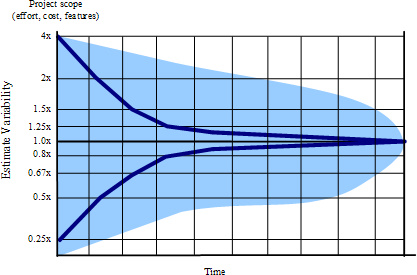 Project scope
(effort, cost, features)
4x
2x
1.5x
1.25x
1.0x
0.8x
0.67x
0.5x
0.25x
Estimate Variability
Time